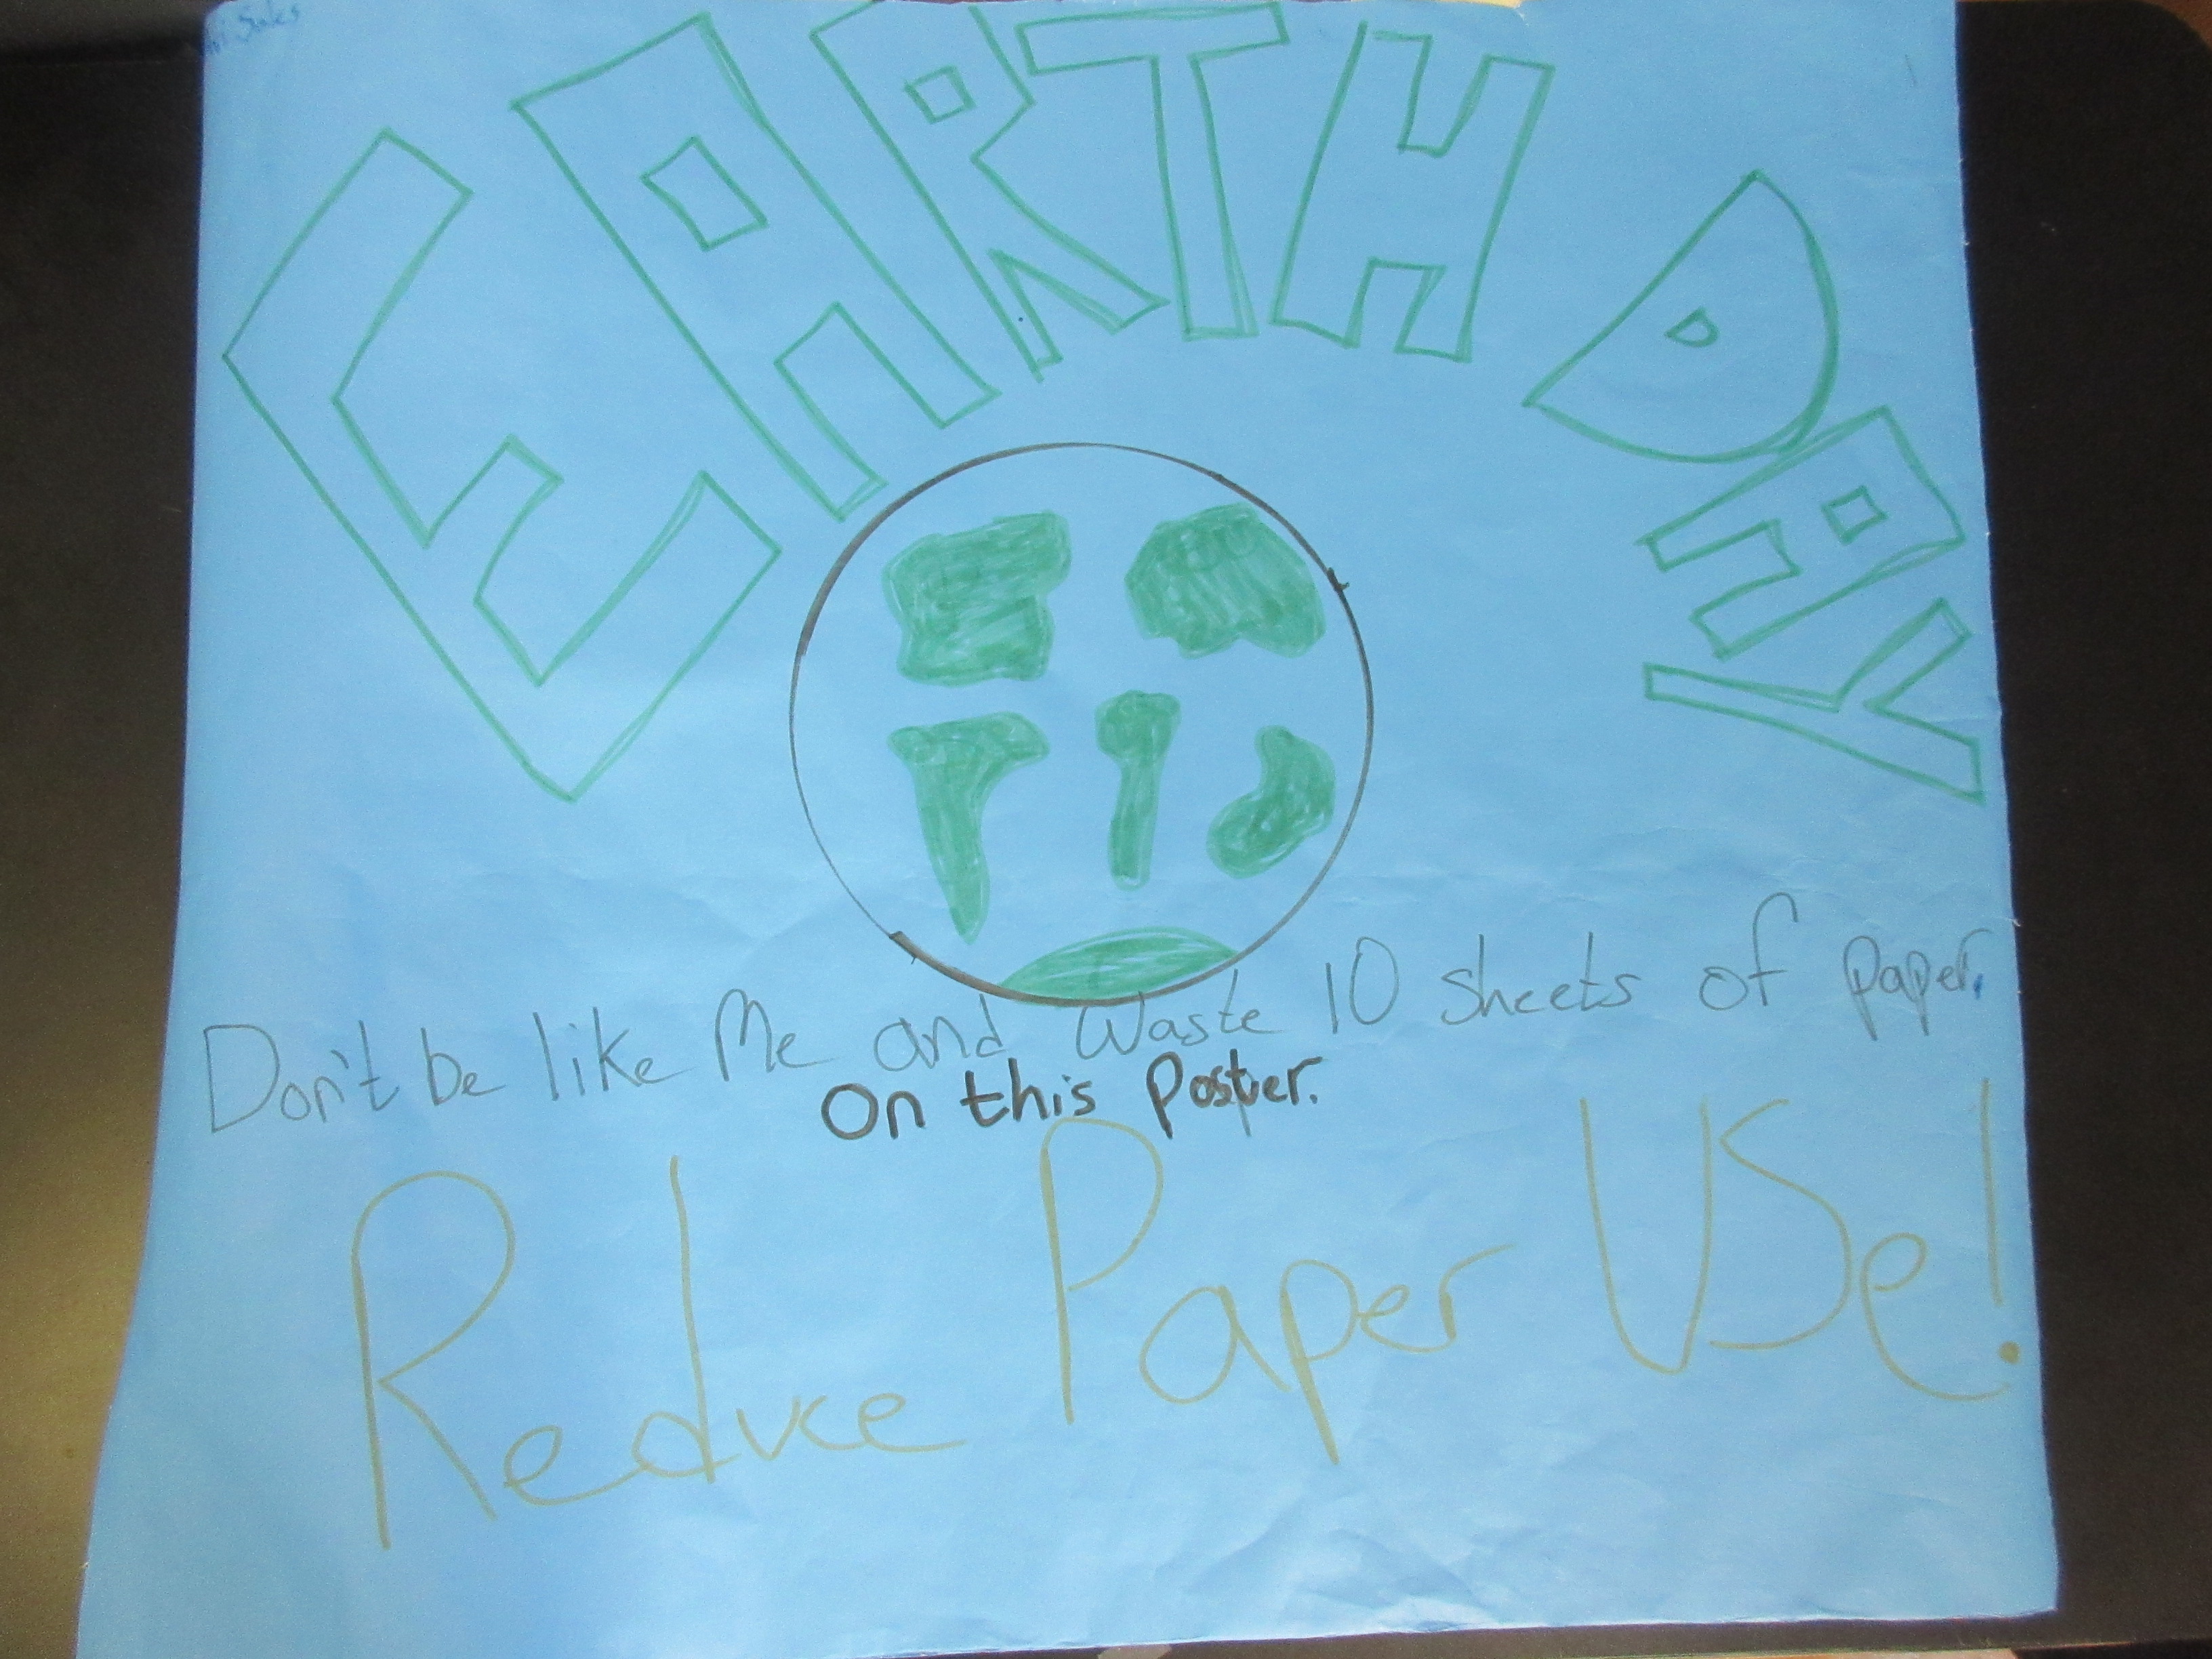 EARTH DAY
Don't be like Me and Waste 10 sheets of paper.
On this Poster.
Reduce Paper USe!